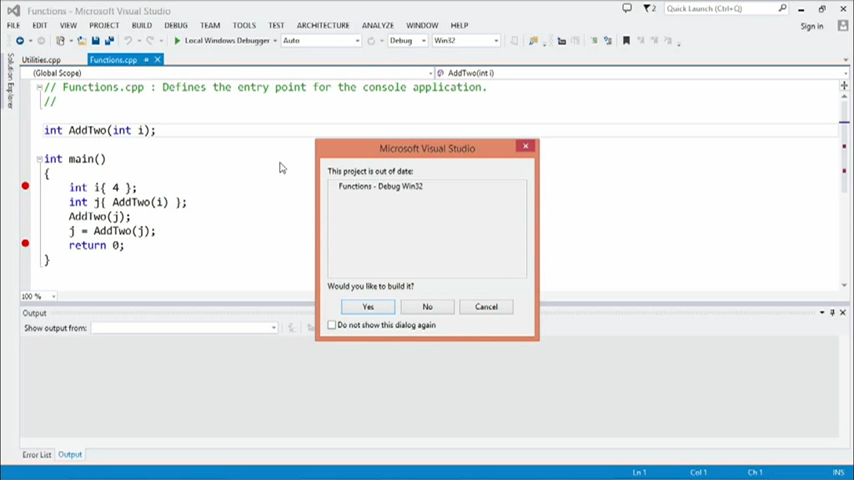 Functions - Microsoft Visual Studio
Quick Launch (Ctrl+Q)
FILE EDIT VIEW PROJECT BUILD DEBUG TEAM TOOLS TEST ARCHITECTURE ANALYZE WINDOW HELP
Sign in
Local Windows Debugger Auto Debug Win32
Solution Explorer
Utilities.cpp Functions.cpp
(Global Scope) AddTwo(int i)
// Functions.cpp : Defines the entry point for the console application.
//
int AddTwo(int i);
int main()
{
int i{ 4 };
int j{ AddTwo(i) };
AddTwo(j);
j = AddTwo(j);
return 0;
}
100 %
Microsoft Visual Studio
This project is out of date:
Functions - Debug Win32
Would you like to build it?
Yes No Cancel
Do not show this dialog again
Output
Show output from:
Error List Output
Ln 1 Col 1 Ch 1 INS